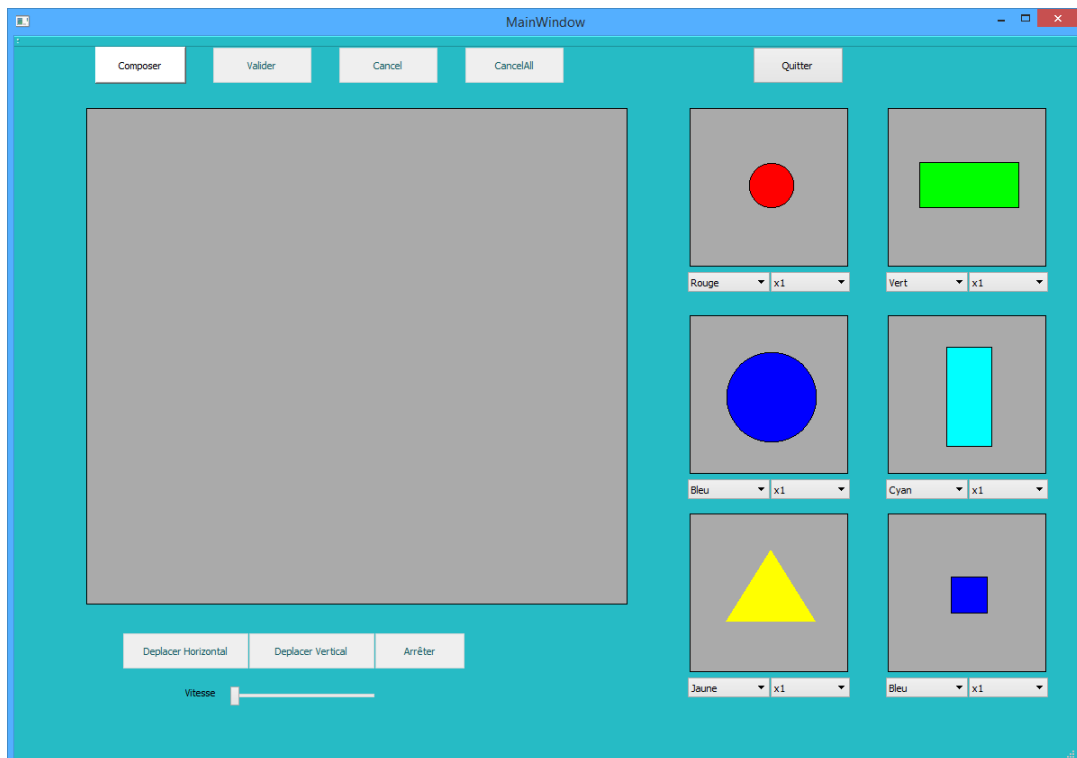 MainWindow
Composer Valider Cancel CancelAll Quitter
Rouge x1 Vert x1
Bleu x1 Cyan x1
Deplacer Horizontal Deplacer Vertical Arrêter
Jaune x1 Bleu x1
Vitesse